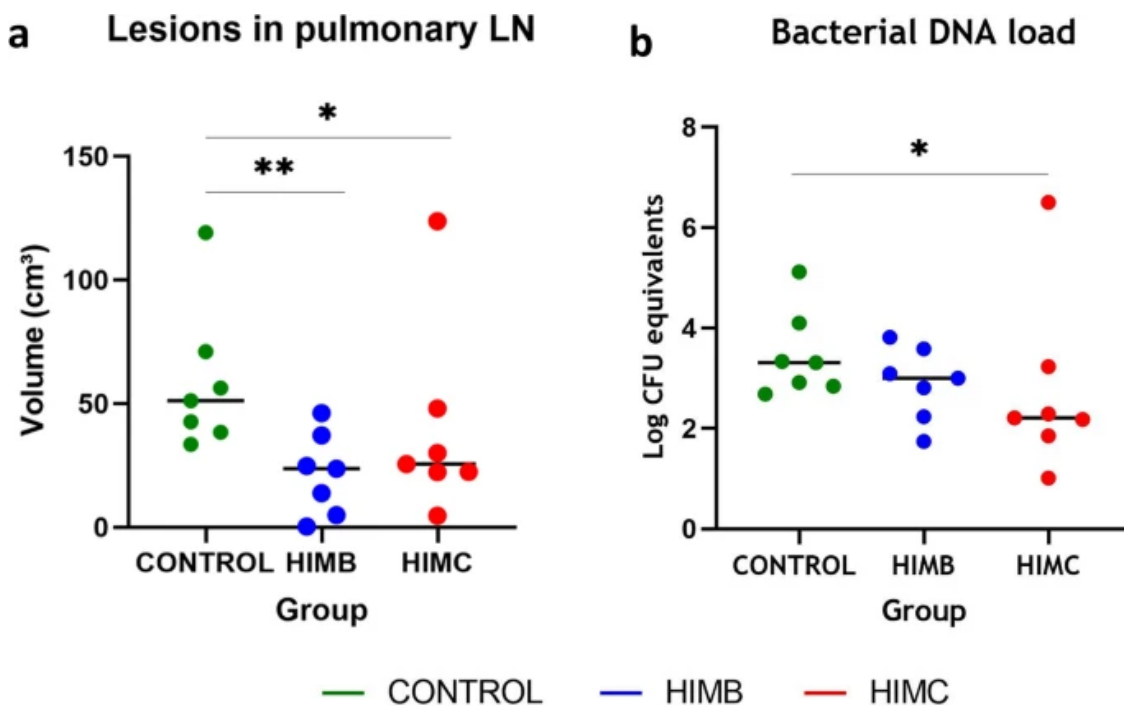 a
Lesions in pulmonary LN
*
**
150
100
50
0
Volume (cm³)
CONTROL HIMB HIMC
Group
b
Bacterial DNA load
*
8
6
4
2
0
Log CFU equivalents
CONTROL HIMB HIMC
Group
CONTROL HIMB HIMC